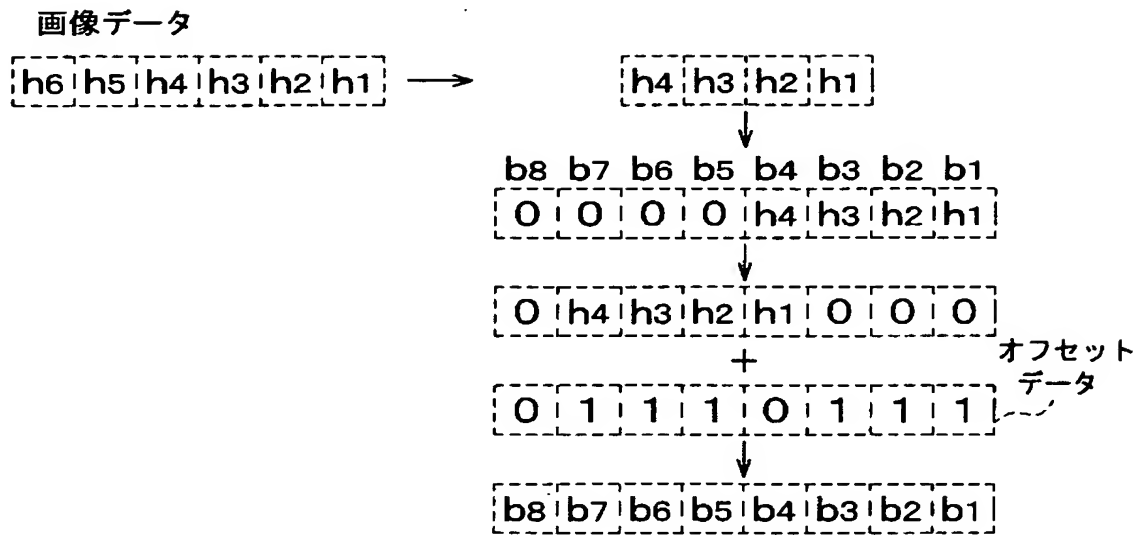 画像データ
h6 h5 h4 h3 h2 h1 → h4 h3 h2 h1
b8 b7 b6 b5 b4 b3 b2 b1
0 0 0 0 h4 h3 h2 h1
0 h4 h3 h2 h1 0 0 0
+
オフセット
データ
0 1 1 1 0 1 1 1
b8 b7 b6 b5 b4 b3 b2 b1